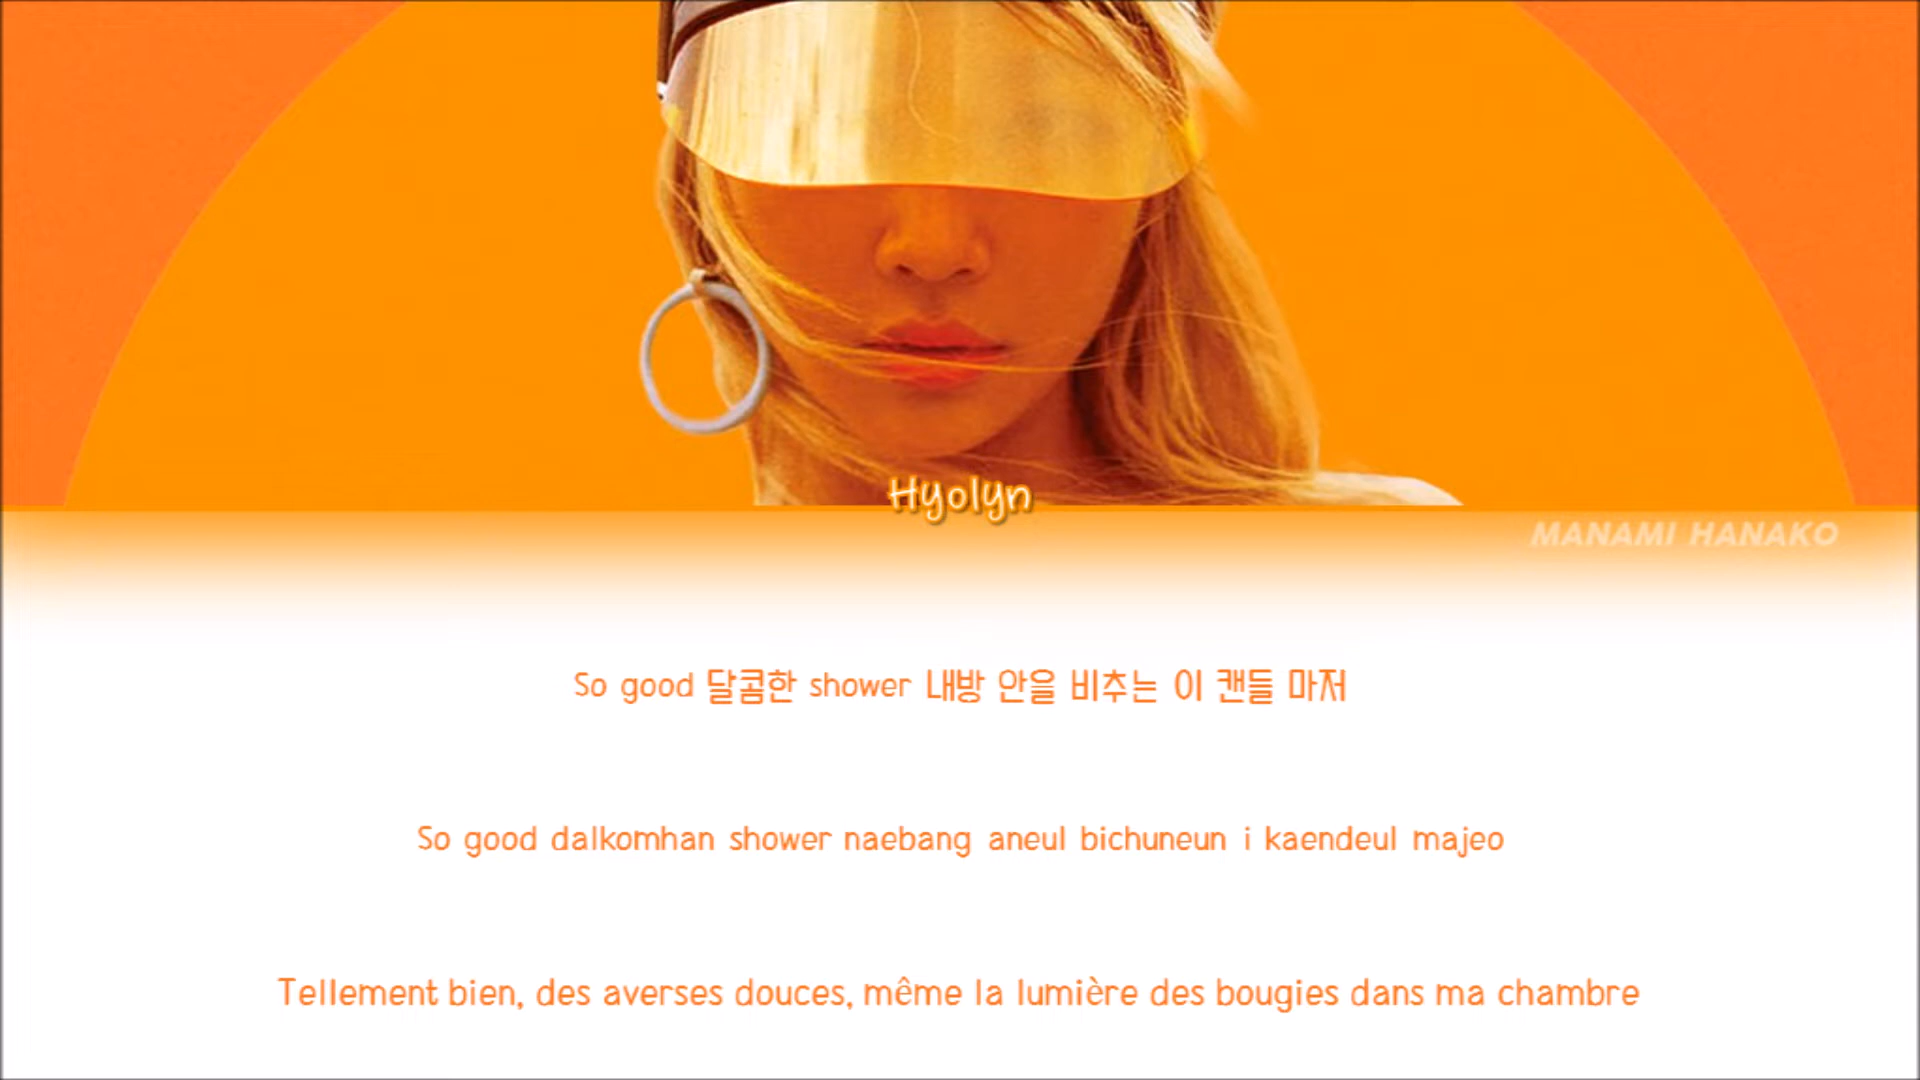 Hyolyn
MANAMI HANAKO
So good 달콤한 shower 내방 안을 비추는 이 캔들 마저
So good dalkomhan shower naebang aneul bichuneun i kaendeul majeo
Tellement bien, des averses douces, même la lumière des bougies dans ma chambre